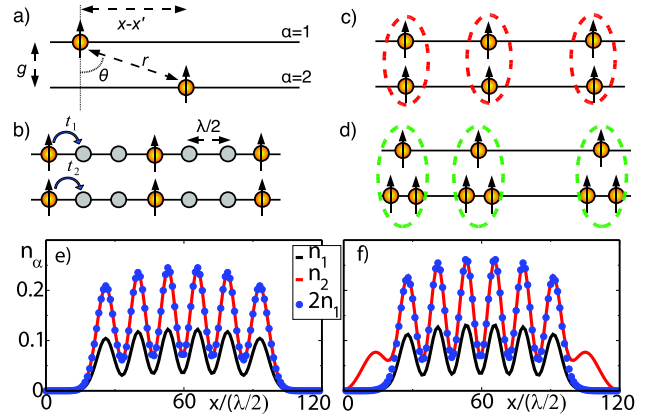 a)
x-x'
α=1
g
θ
r
α=2
b)
t₁
λ/2
t₂
c)
d)
nα
e)
0.2
0.1
0
0
60
120
x/(λ/2)
n₁
n₂
2n₁
f)
0
60
120
x/(λ/2)